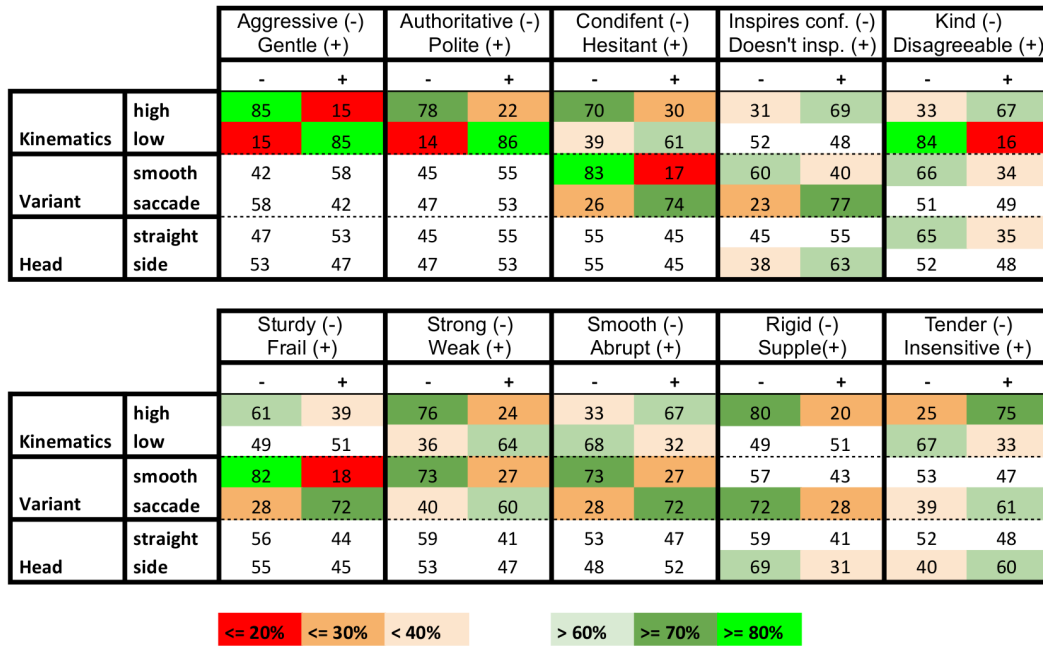 Aggressive (-) Authoritative (-) Condifent (-) Inspires conf. (-) Kind (-)
Gentle (+) Polite (+) Hesitant (+) Doesn't insp. (+) Disagreeable (+)
- + - + - + - + - +
high 85 15 78 22 70 30 31 69 33 67
Kinematics low 15 85 14 86 39 61 52 48 84 16
smooth 42 58 45 55 83 17 60 40 66 34
Variant saccade 58 42 47 53 26 74 23 77 51 49
straight 47 53 45 55 55 45 45 55 65 35
Head side 53 47 47 53 55 45 38 63 52 48
Sturdy (-) Strong (-) Smooth (-) Rigid (-) Tender (-)
Frail (+) Weak (+) Abrupt (+) Supple(+) Insensitive (+)
- + - + - + - + - +
high 61 39 76 24 33 67 80 20 25 75
Kinematics low 49 51 36 64 68 32 49 51 67 33
smooth 82 18 73 27 73 27 57 43 53 47
Variant saccade 28 72 40 60 28 72 72 28 39 61
straight 56 44 59 41 53 47 59 41 52 48
Head side 55 45 53 47 48 52 69 31 40 60
<= 20% <= 30% < 40% > 60% >= 70% >= 80%